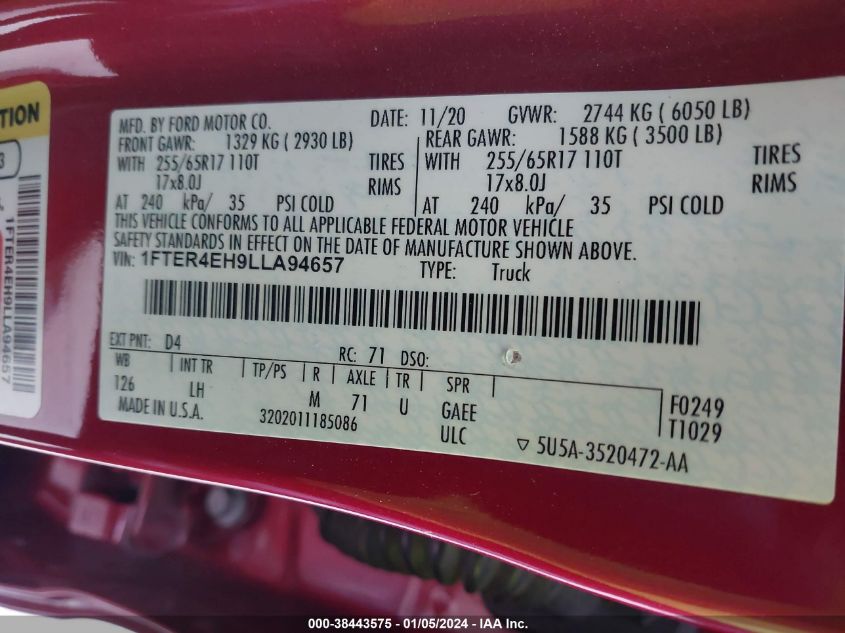 TION
3
1FTER4EH9LLA94657
MFD. BY FORD MOTOR CO.
DATE: 11/20 GVWR: 2744 KG ( 6050 LB)
FRONT GAWR: 1329 KG ( 2930 LB)
REAR GAWR: 1588 KG ( 3500 LB)
WITH 255/65R17 110T TIRES
WITH 255/65R17 110T TIRES
17x8.0J RIMS
17x8.0J RIMS
AT 240 kPa/ 35 PSI COLD
AT 240 kPa/ 35 PSI COLD
THIS VEHICLE CONFORMS TO ALL APPLICABLE FEDERAL MOTOR VEHICLE
SAFETY STANDARDS IN EFFECT ON THE DATE OF MANUFACTURE SHOWN ABOVE.
VIN: 1FTER4EH9LLA94657 TYPE: Truck
EXT PNT: D4 RC: 71 DSO:
WB INT TR TP/PS R AXLE TR SPR
126 LH M 71 U GAEE
F0249
T1029
MADE IN U.S.A. 3202011185086 ULC
5U5A-3520472-AA
000-38443575 - 01/05/2024 - IAA Inc.